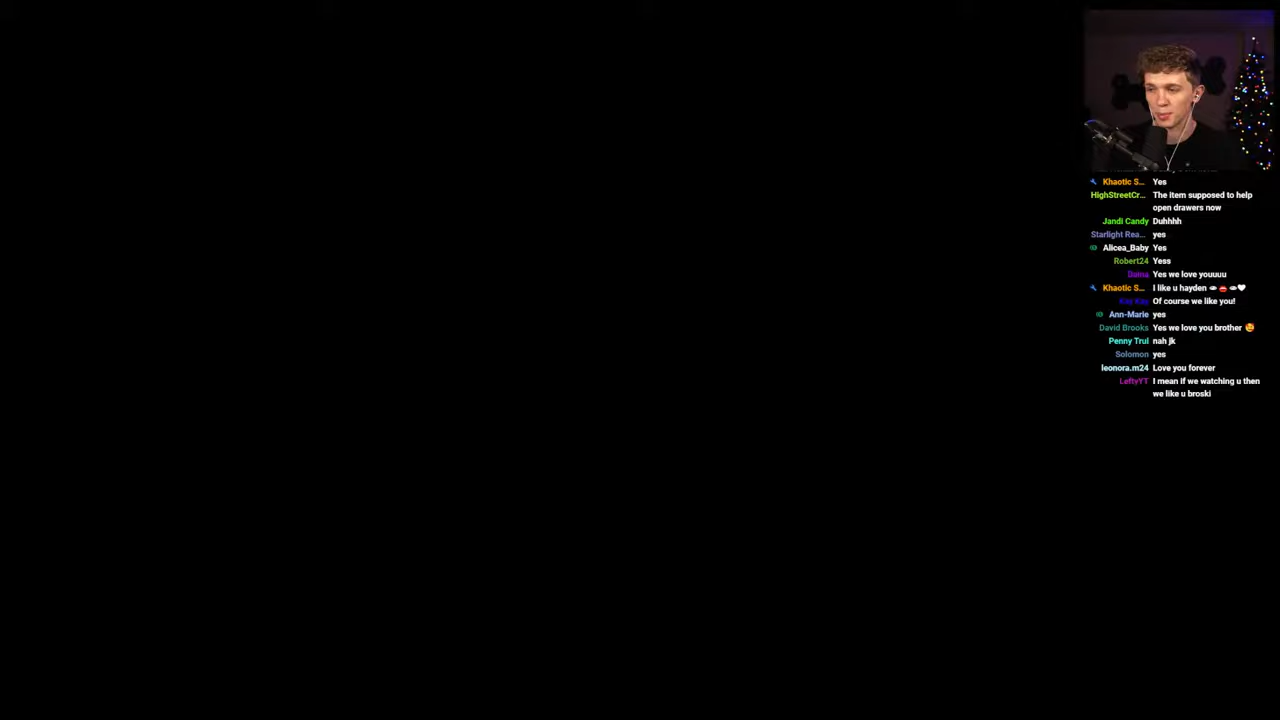 Khaotic S... Yes
HighStreetCr... The item supposed to help
open drawers now
Jandi Candy Duhhhh
Starlight Rea... yes
Alicea_Baby Yes
Robert24 Yess
Yes we love youuuu
Khaotic S... I like u hayden 👁️👄👁️🤍
Kay Kay Of course we like you!
Ann-Marie yes
David Brooks Yes we love you brother 🥰
Penny Trui nah jk
Solomon yes
leonora.m24 Love you forever
LeftyYT I mean if we watching u then
we like u broski